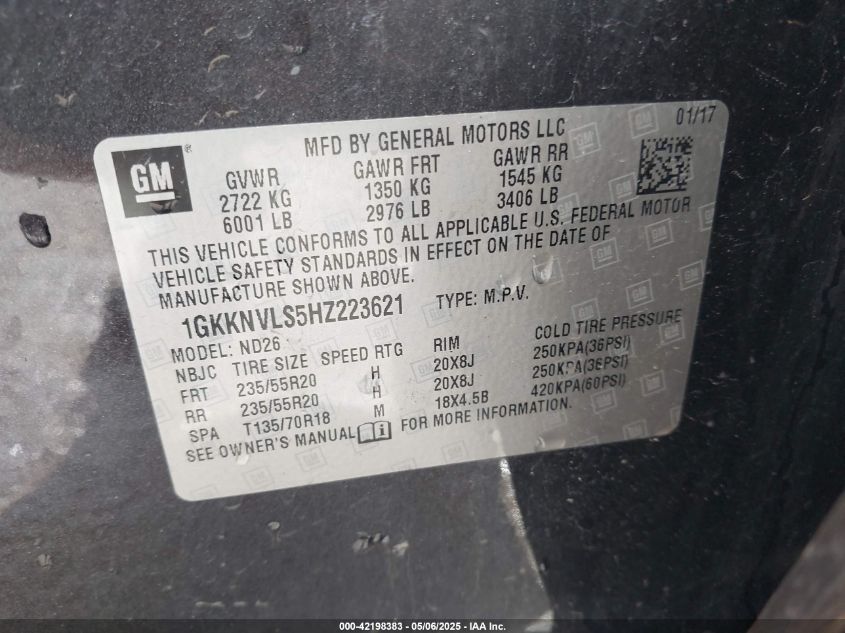 MFD BY GENERAL MOTORS LLC 01/17
GM
GVWR GAWR FRT GAWR RR
2722 KG 1350 KG 1545 KG
6001 LB 2976 LB 3406 LB
THIS VEHICLE CONFORMS TO ALL APPLICABLE U.S. FEDERAL MOTOR
VEHICLE SAFETY STANDARDS IN EFFECT ON THE DATE OF
MANUFACTURE SHOWN ABOVE.
1GKKNVLS5HZ223621 TYPE: M.P.V.
MODEL: ND26
NBJC TIRE SIZE SPEED RTG RIM COLD TIRE PRESSURE
FRT 235/55R20 H 20X8J 250KPA(36PSI)
RR 235/55R20 H 20X8J 250KPA(36PSI)
SPA T135/70R18 M 18X4.5B 420KPA(60PSI)
SEE OWNER'S MANUAL FOR MORE INFORMATION.
000-42198383 - 05/06/2025 - IAA Inc.